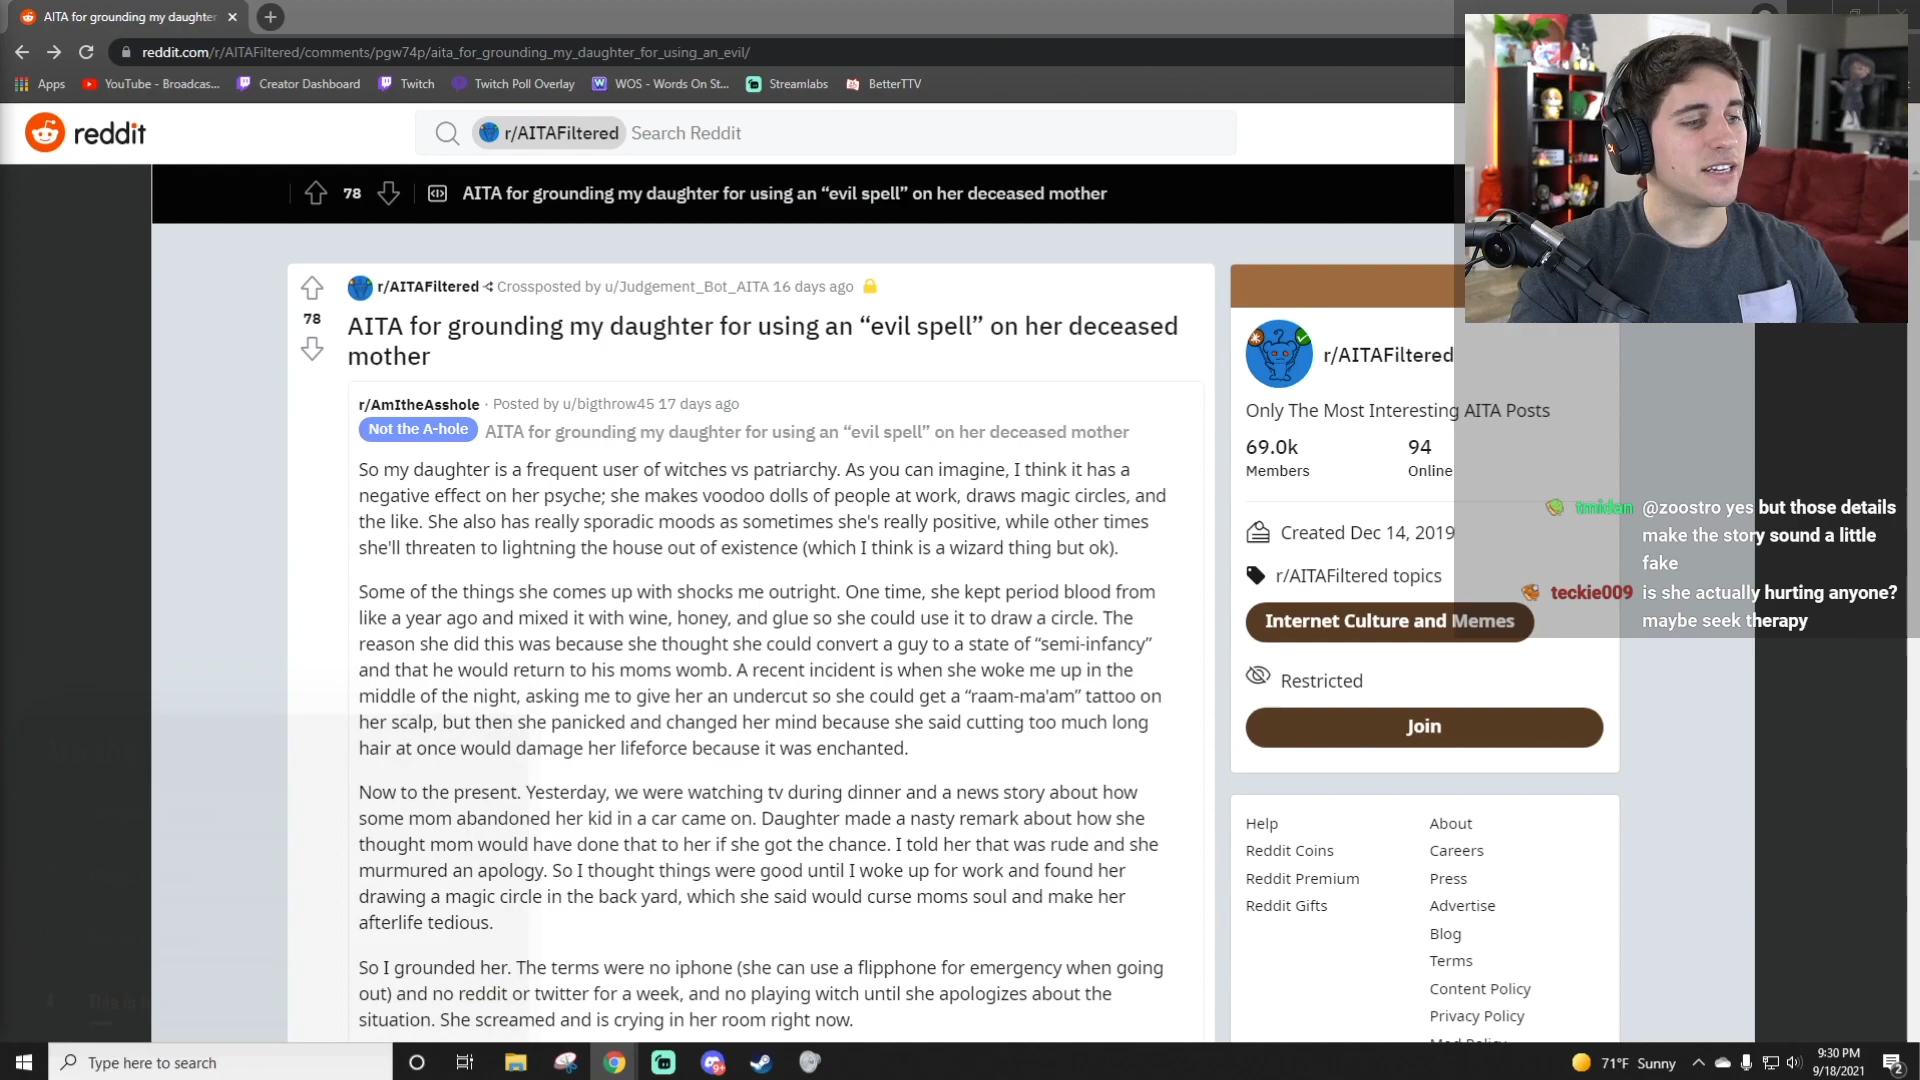 AITA for grounding my daughter
reddit.com/r/AITAFiltered/comments/pgw74p/aita_for_grounding_my_daughter_for_using_an_evil/
Apps YouTube - Broadcas... Creator Dashboard Twitch Twitch Poll Overlay WOS - Words On St... Streamlabs BetterTTV
reddit r/AITAFiltered Search Reddit
78 AITA for grounding my daughter for using an “evil spell” on her deceased mother
r/AITAFiltered Crossposted by u/Judgement_Bot_AITA 16 days ago
78
AITA for grounding my daughter for using an “evil spell” on her deceased
mother
r/AmItheAsshole · Posted by u/bigthrow45 17 days ago
Not the A-hole AITA for grounding my daughter for using an “evil spell” on her deceased mother
So my daughter is a frequent user of witches vs patriarchy. As you can imagine, I think it has a
negative effect on her psyche; she makes voodoo dolls of people at work, draws magic circles, and
the like. She also has really sporadic moods as sometimes she's really positive, while other times
she'll threaten to lightning the house out of existence (which I think is a wizard thing but ok).
Some of the things she comes up with shocks me outright. One time, she kept period blood from
like a year ago and mixed it with wine, honey, and glue so she could use it to draw a circle. The
reason she did this was because she thought she could convert a guy to a state of “semi-infancy”
and that he would return to his moms womb. A recent incident is when she woke me up in the
middle of the night, asking me to give her an undercut so she could get a “raam-ma'am” tattoo on
her scalp, but then she panicked and changed her mind because she said cutting too much long
hair at once would damage her lifeforce because it was enchanted.
Now to the present. Yesterday, we were watching tv during dinner and a news story about how
some mom abandoned her kid in a car came on. Daughter made a nasty remark about how she
thought mom would have done that to her if she got the chance. I told her that was rude and she
murmured an apology. So I thought things were good until I woke up for work and found her
drawing a magic circle in the back yard, which she said would curse moms soul and make her
afterlife tedious.
So I grounded her. The terms were no iphone (she can use a flipphone for emergency when going
out) and no reddit or twitter for a week, and no playing witch until she apologizes about the
situation. She screamed and is crying in her room right now.
r/AITAFiltered
Only The Most Interesting AITA Posts
69.0k 94
Members Online
Created Dec 14, 2019
r/AITAFiltered topics
Internet Culture and Memes
Restricted
Join
tmidan @zoostro yes but those details
make the story sound a little
fake
teckie009 is she actually hurting anyone?
maybe seek therapy
Help About
Reddit Coins Careers
Reddit Premium Press
Reddit Gifts Advertise
Blog
Terms
Content Policy
Privacy Policy
Mod Policy
Type here to search
71°F Sunny
9:30 PM
9/18/2021
2